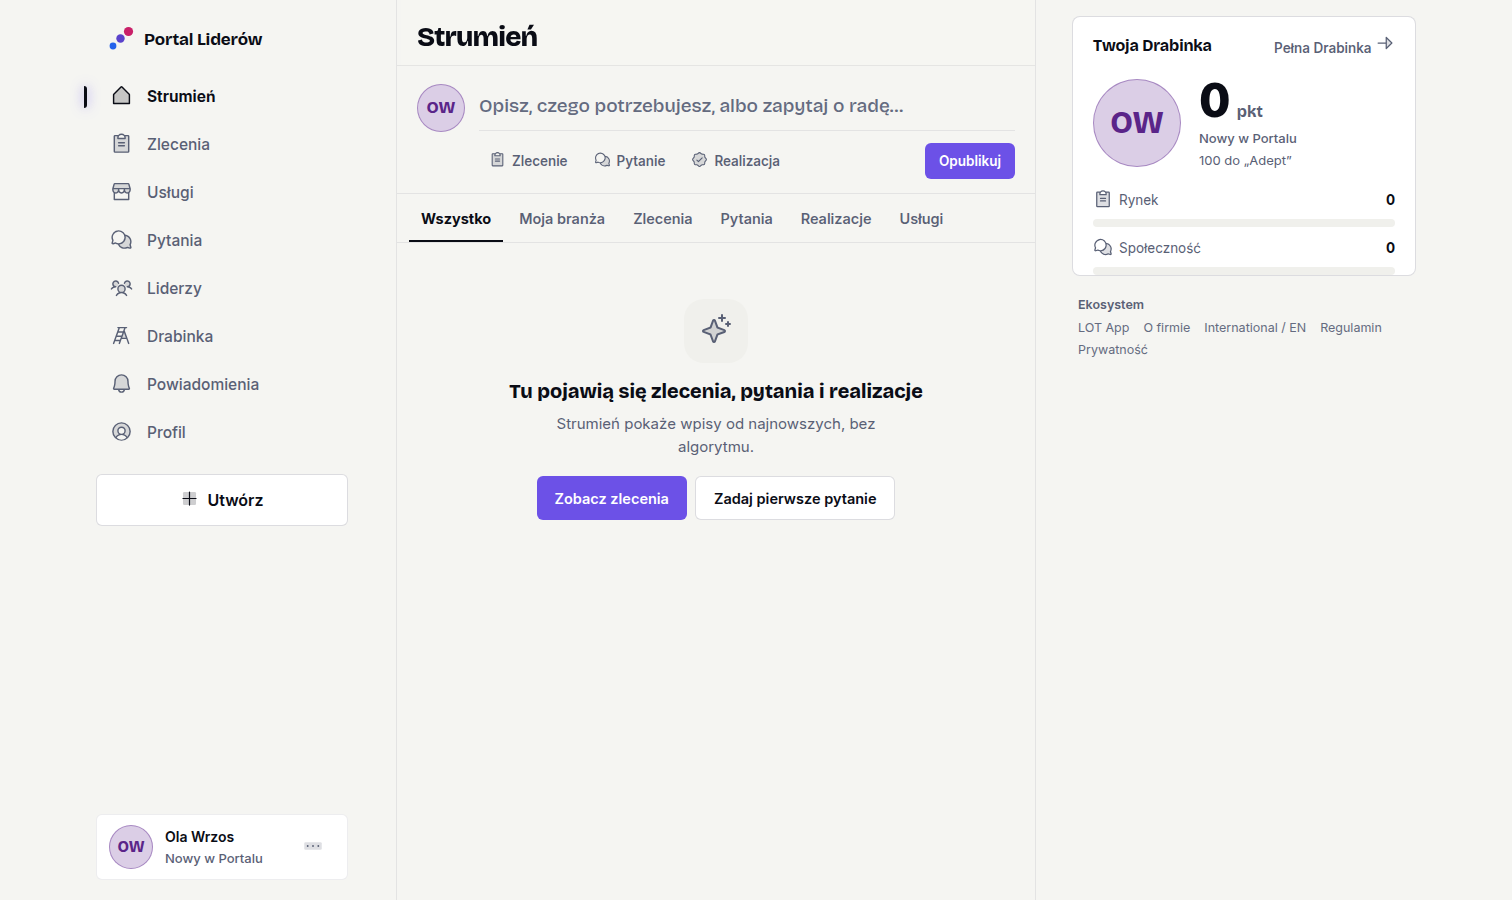 Portal Liderów
Strumień
Zlecenia
Usługi
Pytania
Liderzy
Drabinka
Powiadomienia
Profil
Utwórz
OW
Ola Wrzos
Nowy w Portalu
Strumień
OW
Opisz, czego potrzebujesz, albo zapytaj o radę...
Zlecenie Pytanie Realizacja Opublikuj
Wszystko Moja branża Zlecenia Pytania Realizacje Usługi
Tu pojawią się zlecenia, pytania i realizacje
Strumień pokaże wpisy od najnowszych, bez
algorytmu.
Zobacz zlecenia Zadaj pierwsze pytanie
Twoja Drabinka Pełna Drabinka
OW
0 pkt
Nowy w Portalu
100 do „Adept”
Rynek 0
Społeczność 0
Ekosystem
LOT App O firmie International / EN Regulamin
Prywatność